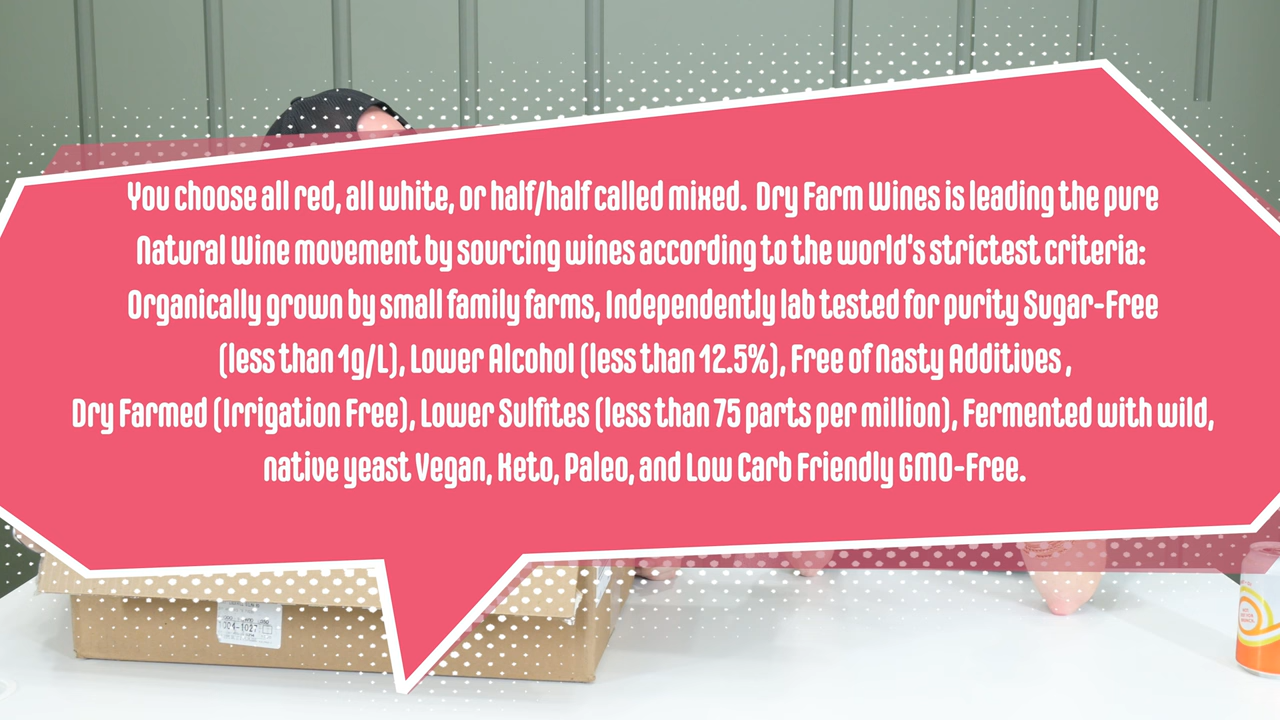 You choose all red, all white, or half/half called mixed. Dry Farm Wines is leading the pure
Natural Wine movement by sourcing wines according to the world's strictest criteria:
Organically grown by small family farms, Independently lab tested for purity Sugar-Free
(less than 1g/L), Lower Alcohol (less than 12.5%), Free of Nasty Additives ,
Dry Farmed (Irrigation Free), Lower Sulfites (less than 75 parts per million), Fermented with wild,
native yeast Vegan, Keto, Paleo, and Low Carb Friendly GMO-Free.